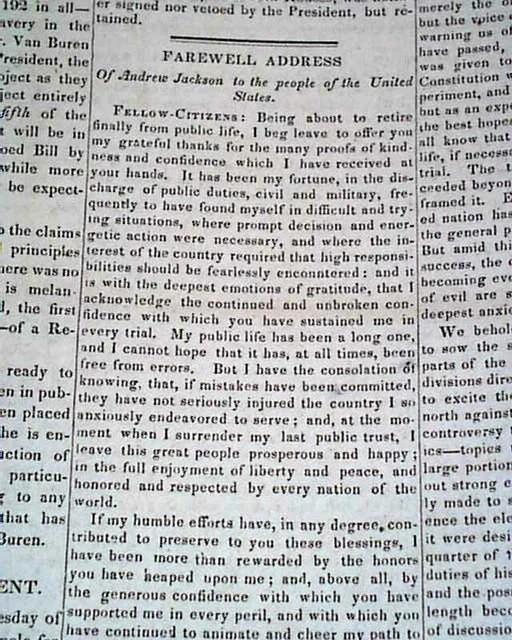 192 in all—
avery in the
r. Van Buren
President, the
bject as they
ject entirely
fifth of the
t will be in
oed Bill by
while more
be expect-
o the claims
principles
here was no
is melan-
d, the first
—of a Re-
ready to
en in pub-
en placed
he is en-
action of
particu-
g to any
that has
Buren.
ENT.
esday of
er signed nor vetoed by the President, but re-
tained.
FAREWELL ADDRESS
Of Andrew Jackson to the people of the United
States.
FELLOW-CITIZENS: Being about to retire
finally from public life, I beg leave to offer you
my grateful thanks for the many proofs of kind-
ness and confidence which I have received at
your hands. It has been my fortune, in the dis-
charge of public duties, civil and military, fre-
quently to have found myself in difficult and try-
ing situations, where prompt decision and ener-
getic action were necessary, and where the in-
terest of the country required that high responsi-
bilities should be fearlessly encountered: and it
is with the deepest emotions of gratitude, that I
acknowledge the continued and unbroken con-
fidence with which you have sustained me in
every trial. My public life has been a long one,
and I cannot hope that it has, at all times, been
free from errors. But I have the consolation of
knowing, that, if mistakes have been committed,
they have not seriously injured the country I so
anxiously endeavored to serve; and, at the mo-
ment when I surrender my last public trust, I
leave this great people prosperous and happy;
in the full enjoyment of liberty and peace, and
honored and respected by every nation of the
world.
If my humble efforts have, in any degree, con-
tributed to preserve to you these blessings, I
have been more than rewarded by the honors
you have heaped upon me; and, above all, by
the generous confidence with which you have
supported me in every peril, and with which you
have continued to animate and cheer my path to
merely the
but the voice o
warning us of
have passed,
was given to
Constitution w
periment, and
but as an expe
the best hopes
all know that
life, if necessa
trial. The t
ceeded beyon
framed it. E
ed nation has
the general p
But amid thi
success, the c
becoming eve
of evil are s
deepest anxie
We behol
to sow the s
parts of the
divisions dire
to excite the
north against
controversy t
ics—topics
large portion
out strong e
ly made to s
ence the ele
it were desi
quarter of t
duties of his
and the pos
length beco
of discussio